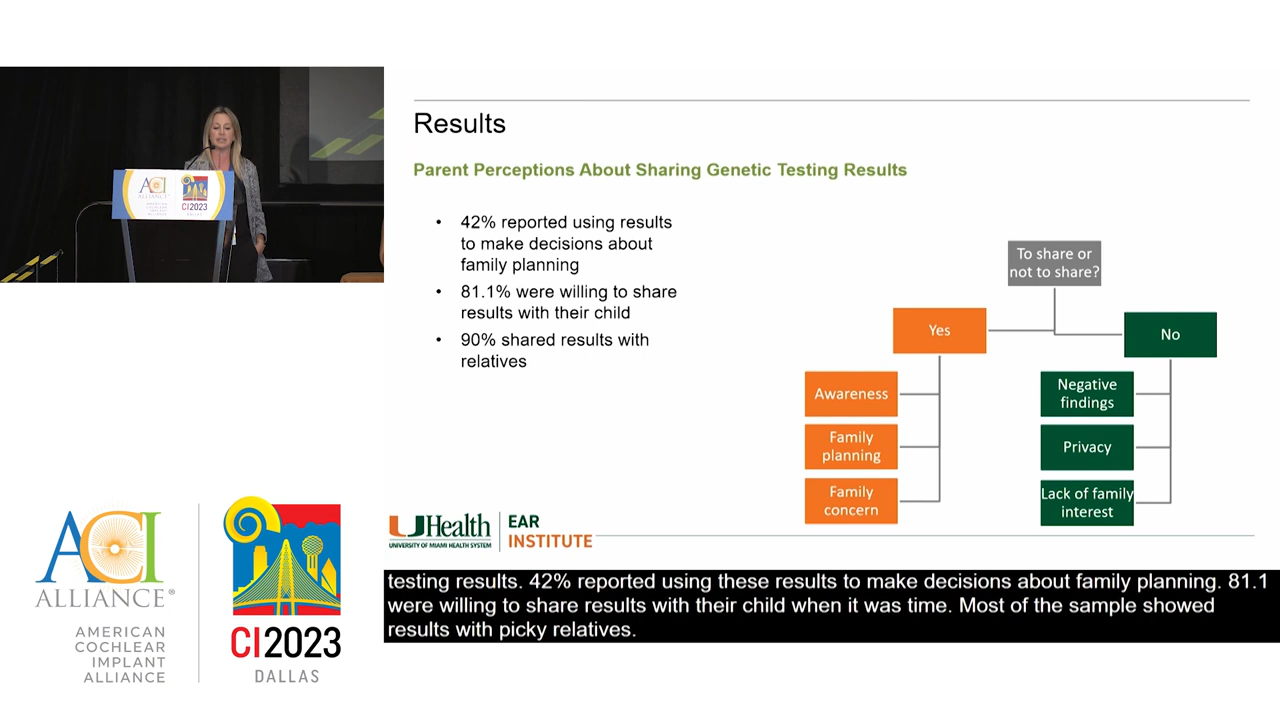 Results
Parent Perceptions About Sharing Genetic Testing Results
• 42% reported using results
to make decisions about
family planning
• 81.1% were willing to share
results with their child
• 90% shared results with
relatives
To share or
not to share?
Yes
No
Awareness
Family
planning
Family
concern
Negative
findings
Privacy
Lack of family
interest
UHealth
UNIVERSITY OF MIAMI HEALTH SYSTEM
EAR
INSTITUTE
testing results. 42% reported using these results to make decisions about family planning. 81.1
were willing to share results with their child when it was time. Most of the sample showed
results with picky relatives.
ACI
ALLIANCE
CI2023
ACI
ALLIANCE®
AMERICAN
COCHLEAR
IMPLANT
ALLIANCE
CI2023
DALLAS